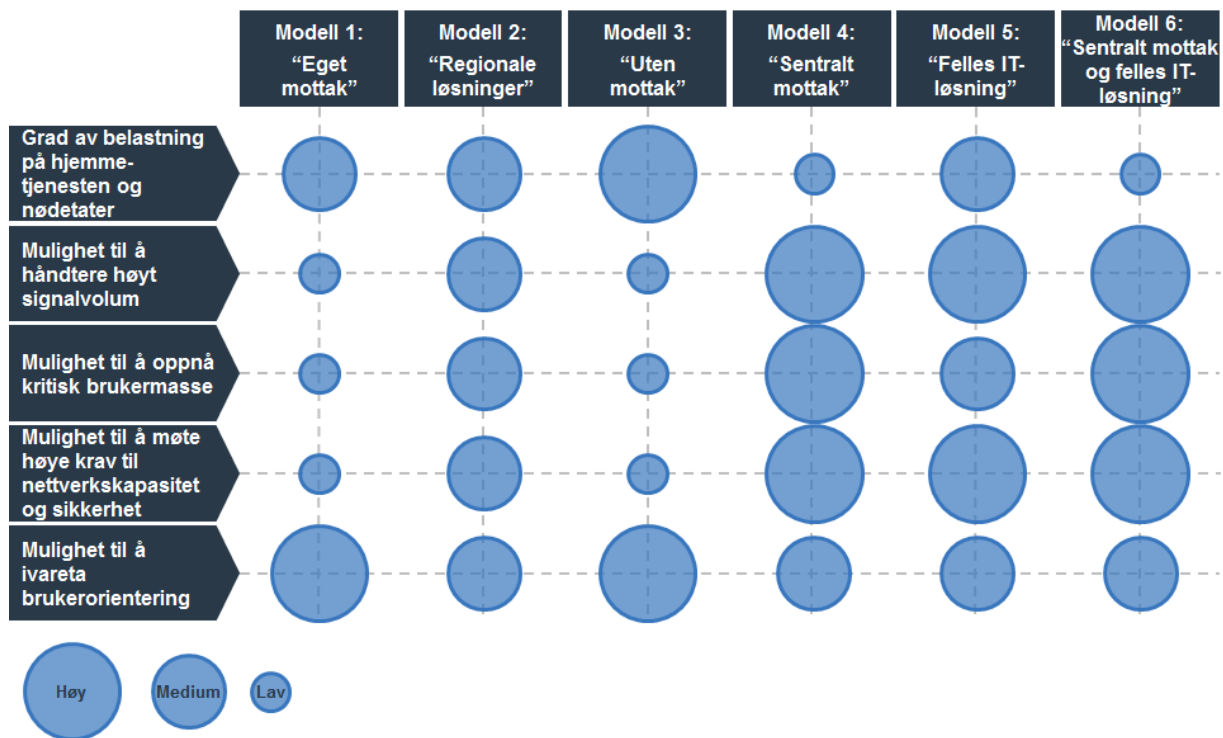 Modell 1:
“Eget
mottak”
Modell 2:
“Regionale
løsninger”
Modell 3:
“Uten
mottak”
Modell 4:
“Sentralt
mottak”
Modell 5:
“Felles IT-
løsning”
Modell 6:
“Sentralt mottak
og felles IT-
løsning”
Grad av belastning
på hjemme-
tjenesten og
nødetater
Mulighet til å
håndtere høyt
signalvolum
Mulighet til å oppnå
kritisk brukermasse
Mulighet til å møte
høye krav til
nettverkskapasitet
og sikkerhet
Mulighet til å
ivareta
brukerorientering
Høy
Medium
Lav